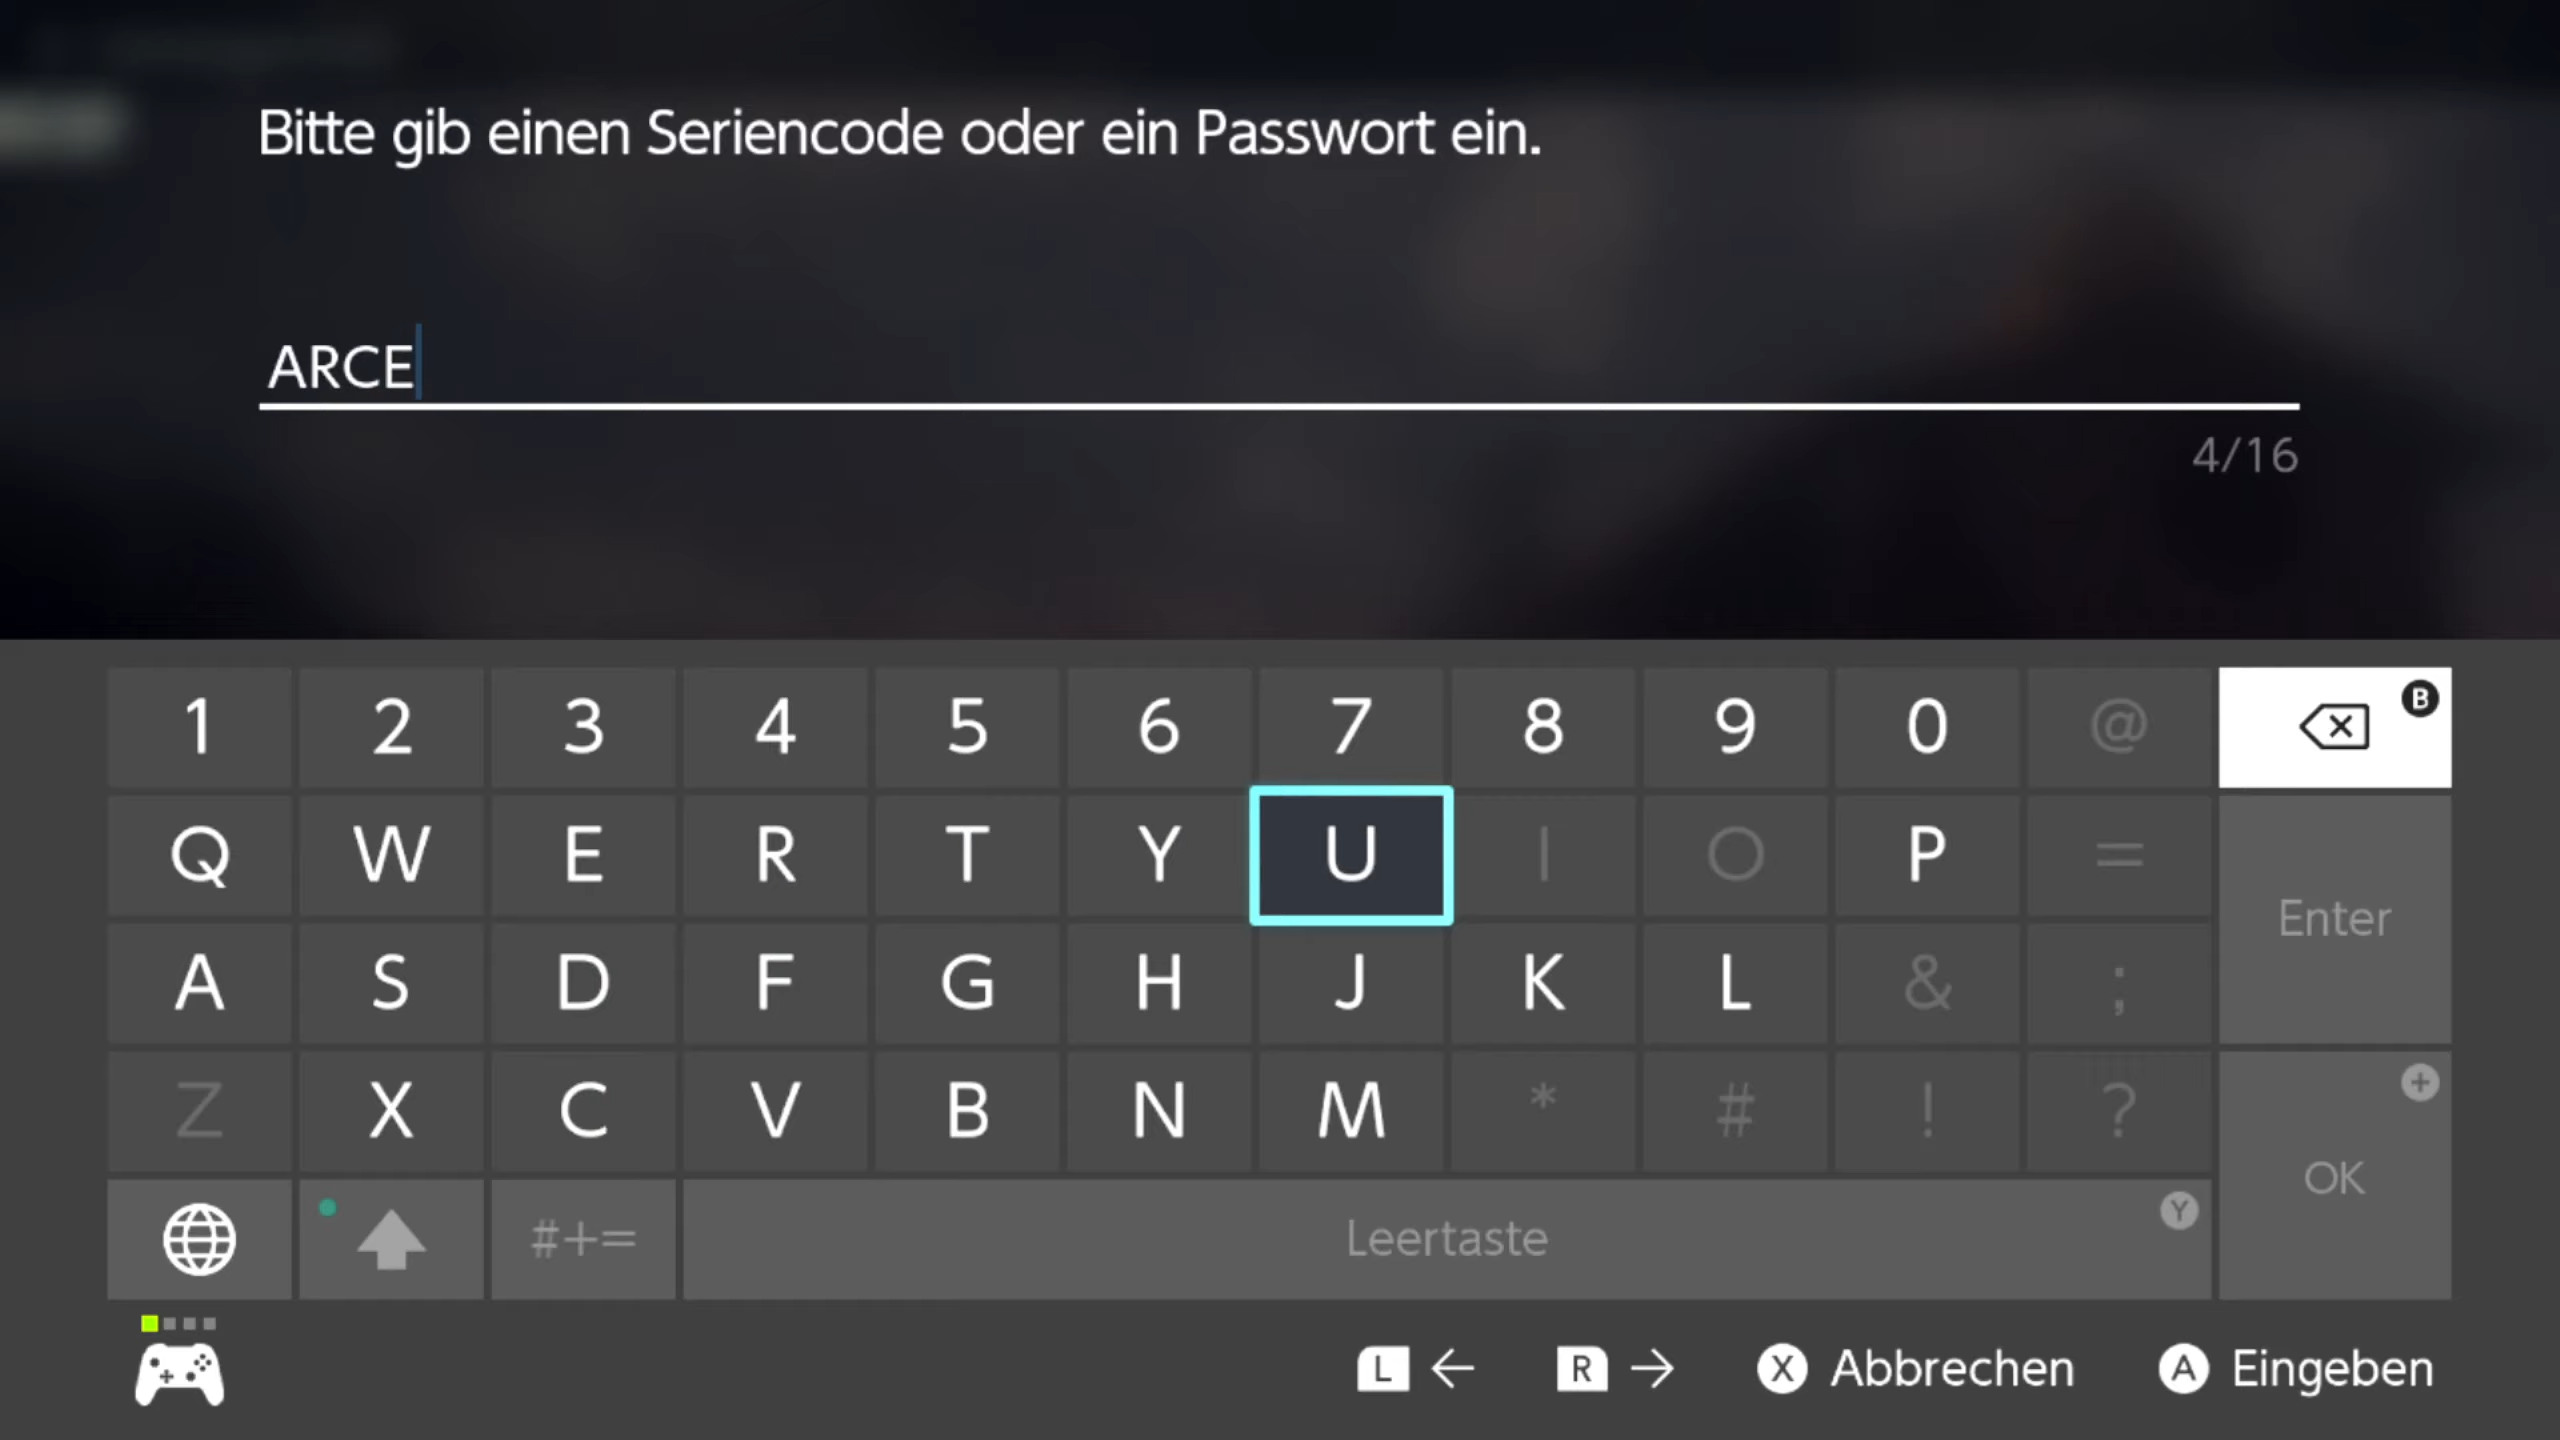 Bitte gib einen Seriencode oder ein Passwort ein.
ARCE
4/16
1 2 3 4 5 6 7 8 9 0 @ B
Q W E R T Y U I O P = Enter
A S D F G H J K L & ;
Z X C V B N M * # ! ? + OK
#+= Leertaste Y
L ← R → X Abbrechen A Eingeben